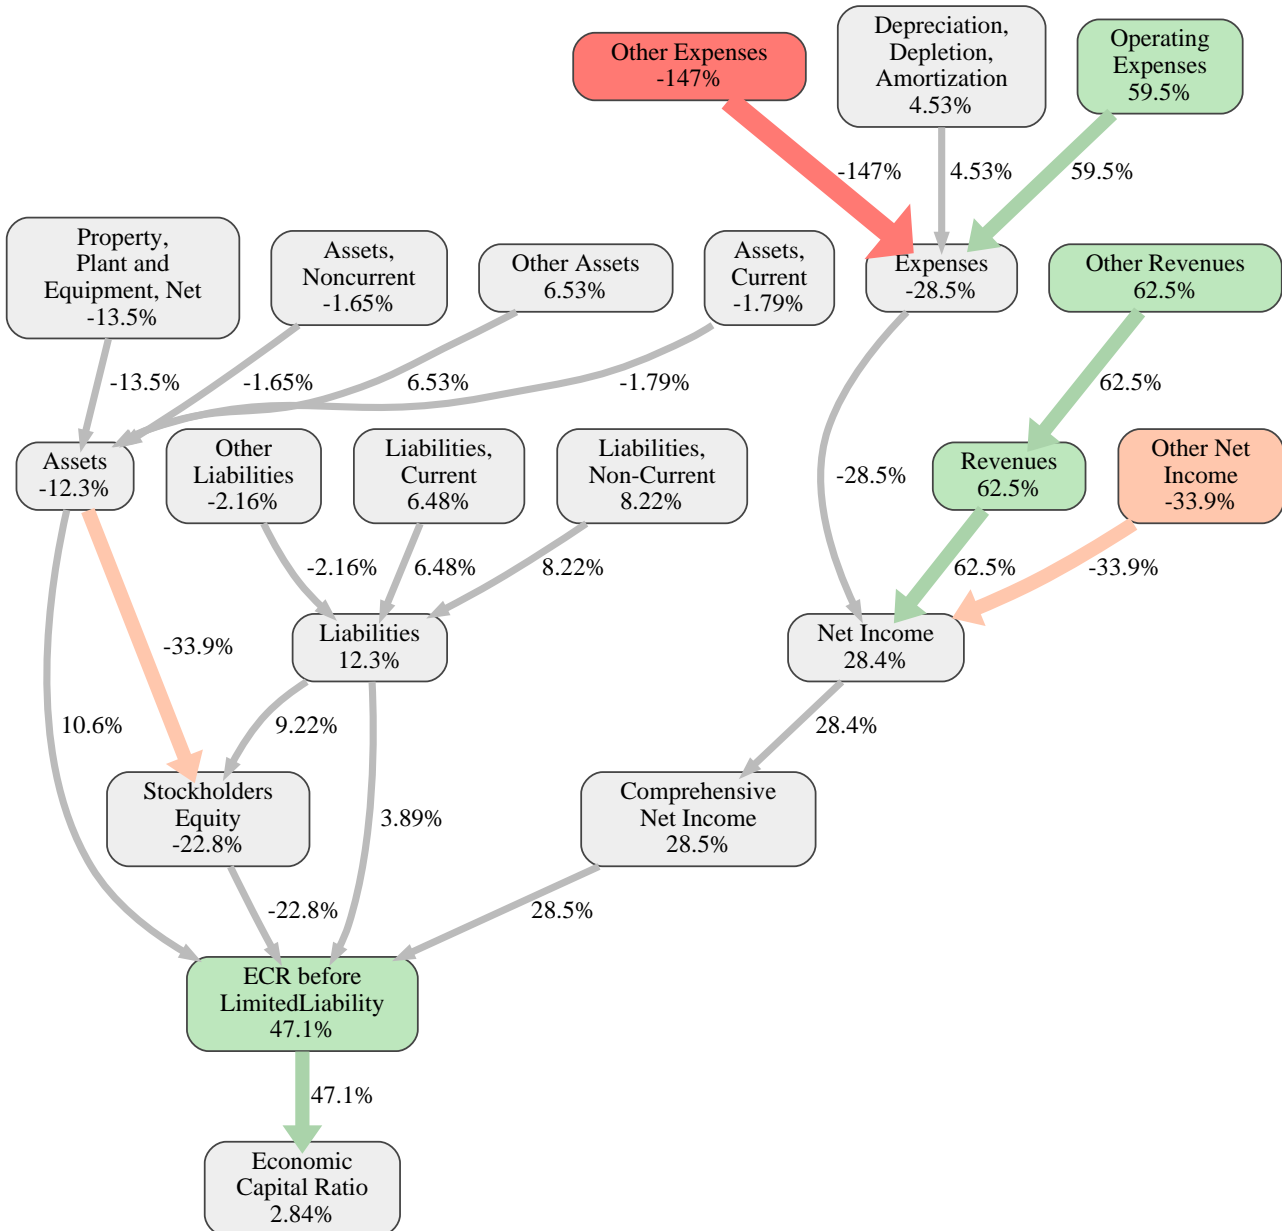 Other Expenses
-147%
Depreciation,
Depletion,
Amortization
4.53%
Operating
Expenses
59.5%
-147%
4.53%
59.5%
Property,
Plant and
Equipment, Net
-13.5%
Assets,
Noncurrent
-1.65%
Other Assets
6.53%
Assets,
Current
-1.79%
Expenses
-28.5%
Other Revenues
62.5%
-13.5%
-1.65%
6.53%
-1.79%
62.5%
Assets
-12.3%
Other
Liabilities
-2.16%
Liabilities,
Current
6.48%
Liabilities,
Non-Current
8.22%
-28.5%
Revenues
62.5%
Other Net
Income
-33.9%
-2.16%
6.48%
8.22%
62.5%
-33.9%
-33.9%
Liabilities
12.3%
Net Income
28.4%
10.6%
9.22%
3.89%
28.4%
Stockholders
Equity
-22.8%
Comprehensive
Net Income
28.5%
-22.8%
28.5%
ECR before
LimitedLiability
47.1%
47.1%
Economic
Capital Ratio
2.84%